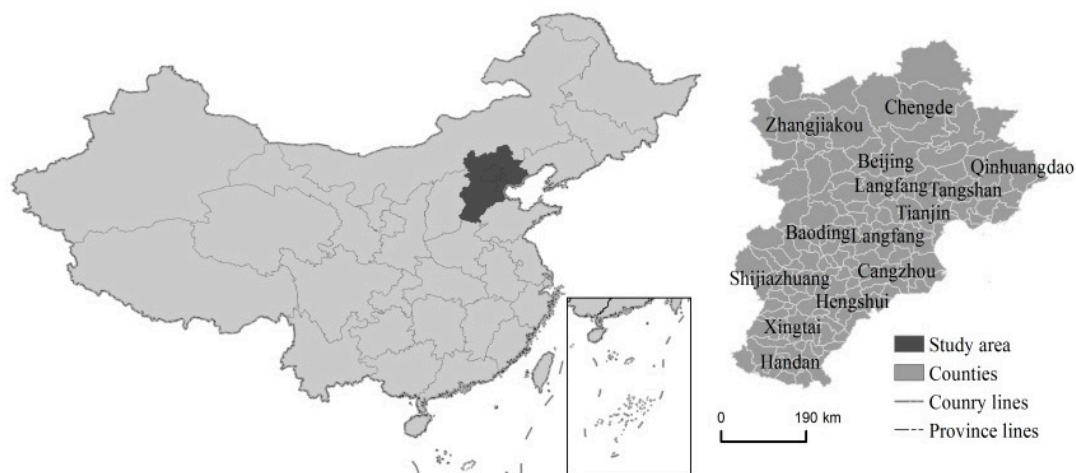 Chengde
Zhangjiakou
Beijing
Qinhuangdao
Langfang
Tangshan
Tianjin
Baoding
Langfang
Shijiazhuang
Cangzhou
Hengshui
Xingtai
Handan
Study area
Counties
Counry lines
Province lines
0 190 km